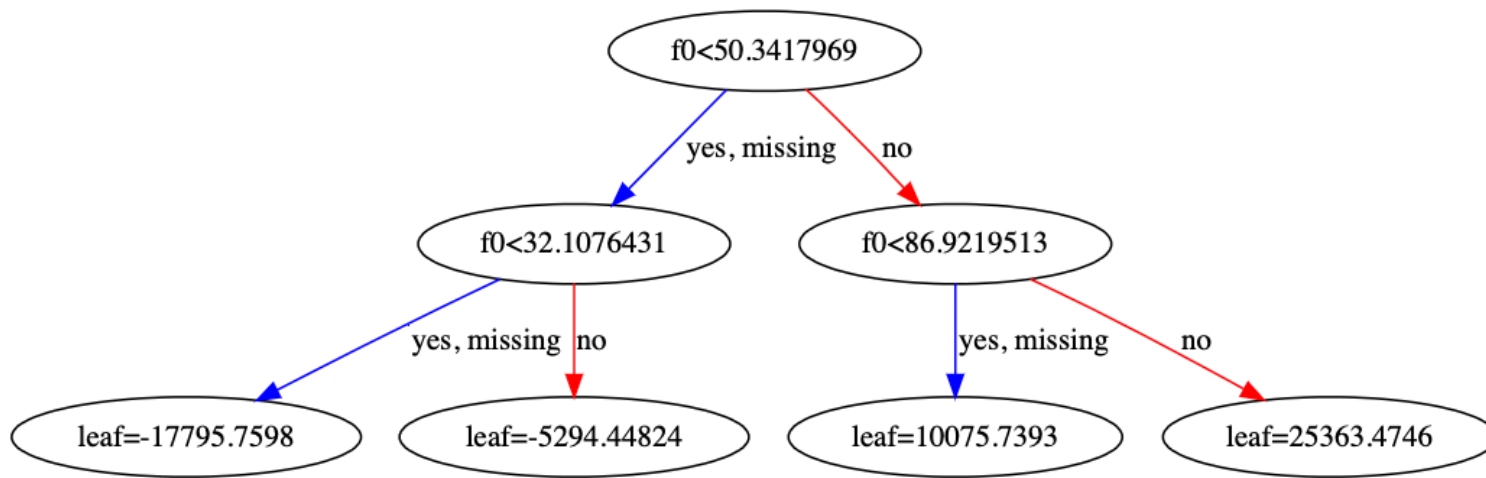 f0<50.3417969
yes, missing
no
f0<32.1076431
f0<86.9219513
yes, missing
no
yes, missing
no
leaf=-17795.7598
leaf=-5294.44824
leaf=10075.7393
leaf=25363.4746